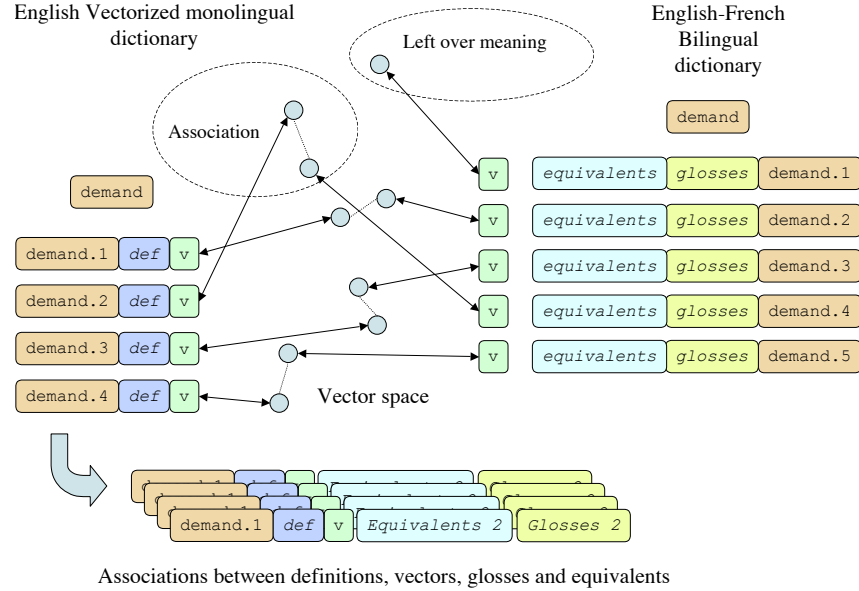 English Vectorized monolingual
dictionary
Left over meaning
English-French
Bilingual
dictionary
Association
demand
demand
v equivalents glosses demand.1
v equivalents glosses demand.2
demand.1 def v
v equivalents glosses demand.3
demand.2 def v
v equivalents glosses demand.4
demand.3 def v
v equivalents glosses demand.5
demand.4 def v
Vector space
demand.1 def v Equivalents 2 Glosses 2
Associations between definitions, vectors, glosses and equivalents